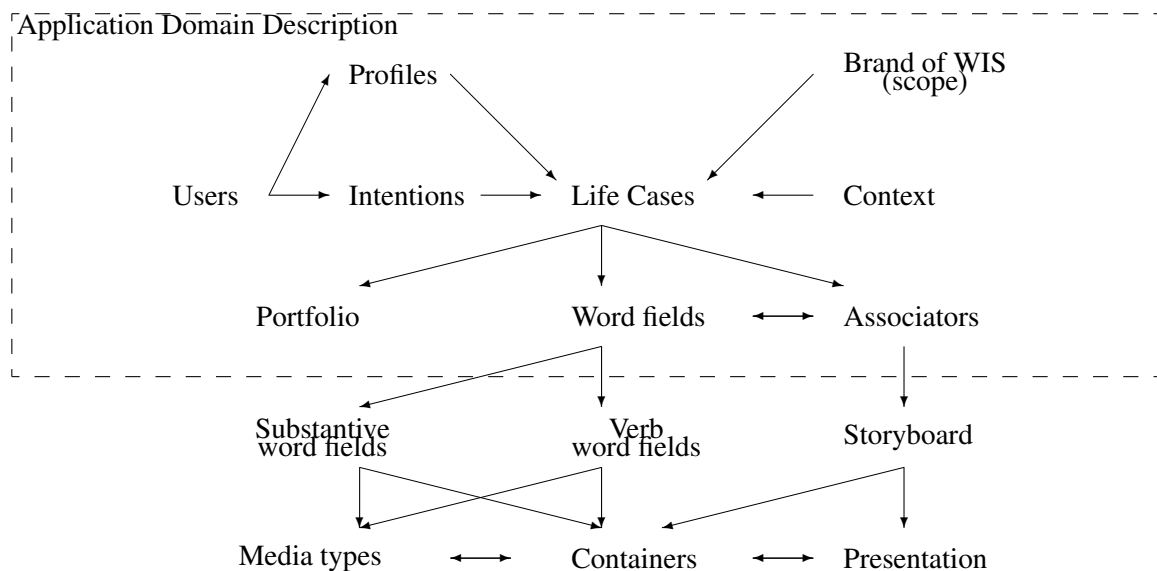 Application Domain Description
Profiles
Brand of WIS
(scope)
Users
Intentions
Life Cases
Context
Portfolio
Word fields
Associators
Substantive
word fields
Verb
word fields
Storyboard
Media types
Containers
Presentation